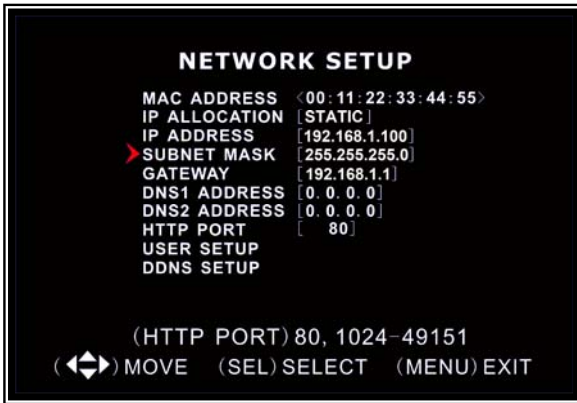 NETWORK SETUP
MAC ADDRESS <00:11:22:33:44:55>
IP ALLOCATION [STATIC]
IP ADDRESS [192.168.1.100]
SUBNET MASK [255.255.255.0]
GATEWAY [192.168.1.1]
DNS1 ADDRESS [0.0.0.0]
DNS2 ADDRESS [0.0.0.0]
HTTP PORT [ 80]
USER SETUP
DDNS SETUP
(HTTP PORT) 80, 1024-49151
( ) MOVE (SEL) SELECT (MENU) EXIT